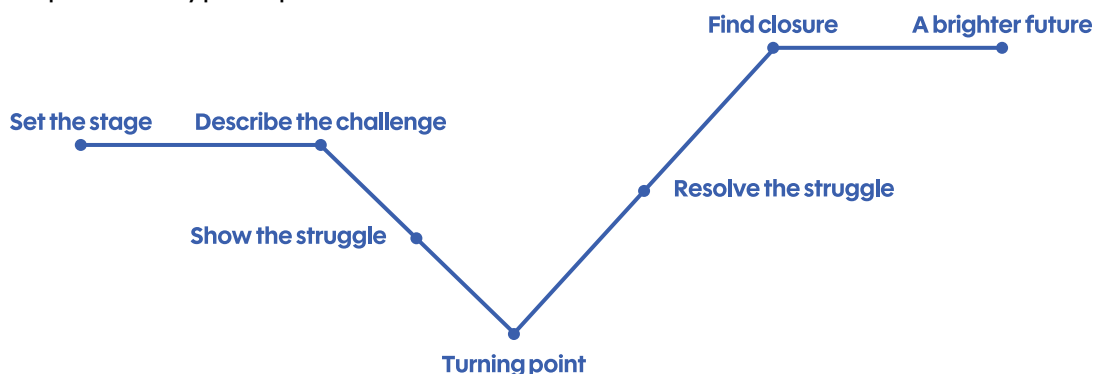 Find closure
A brighter future
Set the stage
Describe the challenge
Resolve the struggle
Show the struggle
Turning point